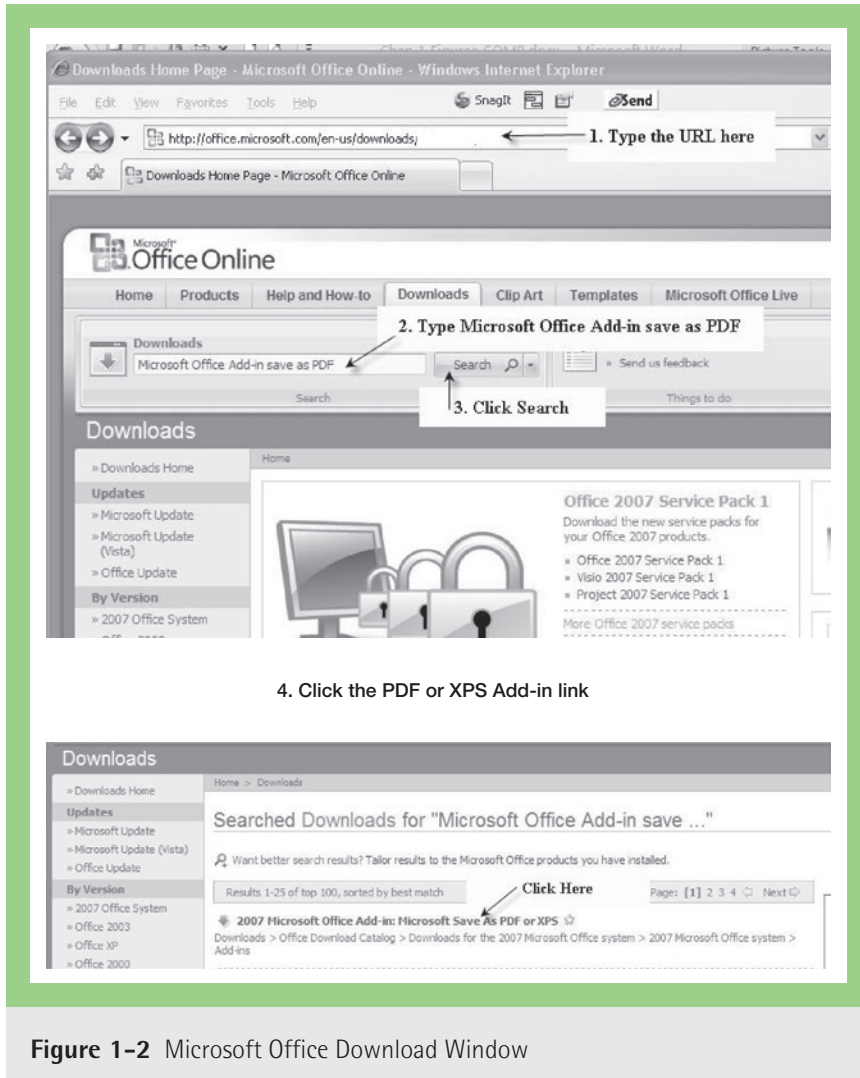 Downloads Home Page - Microsoft Office Online - Windows Internet Explorer
File Edit View Favorites Tools Help SnagIt Send
http://office.microsoft.com/en-us/downloads/ 1. Type the URL here
Downloads Home Page - Microsoft Office Online
Microsoft
Office Online
Home Products Help and How-to Downloads Clip Art Templates Microsoft Office Live
2. Type Microsoft Office Add-in save as PDF
Downloads
Microsoft Office Add-in save as PDF Search Send us feedback
Search 3. Click Search Things to do
Downloads
» Downloads Home Home
Updates
» Microsoft Update
» Microsoft Update
(Vista)
» Office Update
By Version
» 2007 Office System
Office 2007 Service Pack 1
Download the new service packs for
your Office 2007 products.
Office 2007 Service Pack 1
Visio 2007 Service Pack 1
Project 2007 Service Pack 1
More Office 2007 service packs
4. Click the PDF or XPS Add-in link
Downloads
» Downloads Home
Updates
» Microsoft Update
» Microsoft Update (Vista)
» Office Update
By Version
» 2007 Office System
» Office 2003
» Office XP
» Office 2000
Home > Downloads
Searched Downloads for "Microsoft Office Add-in save ..."
Want better search results? Tailor results to the Microsoft Office products you have installed.
Results 1-25 of top 100, sorted by best match Click Here Page: [1] 2 3 4 Next
2007 Microsoft Office Add-in: Microsoft Save As PDF or XPS
Downloads > Office Download Catalog > Downloads for the 2007 Microsoft Office system > 2007 Microsoft Office system >
Add-ins
Figure 1-2 Microsoft Office Download Window